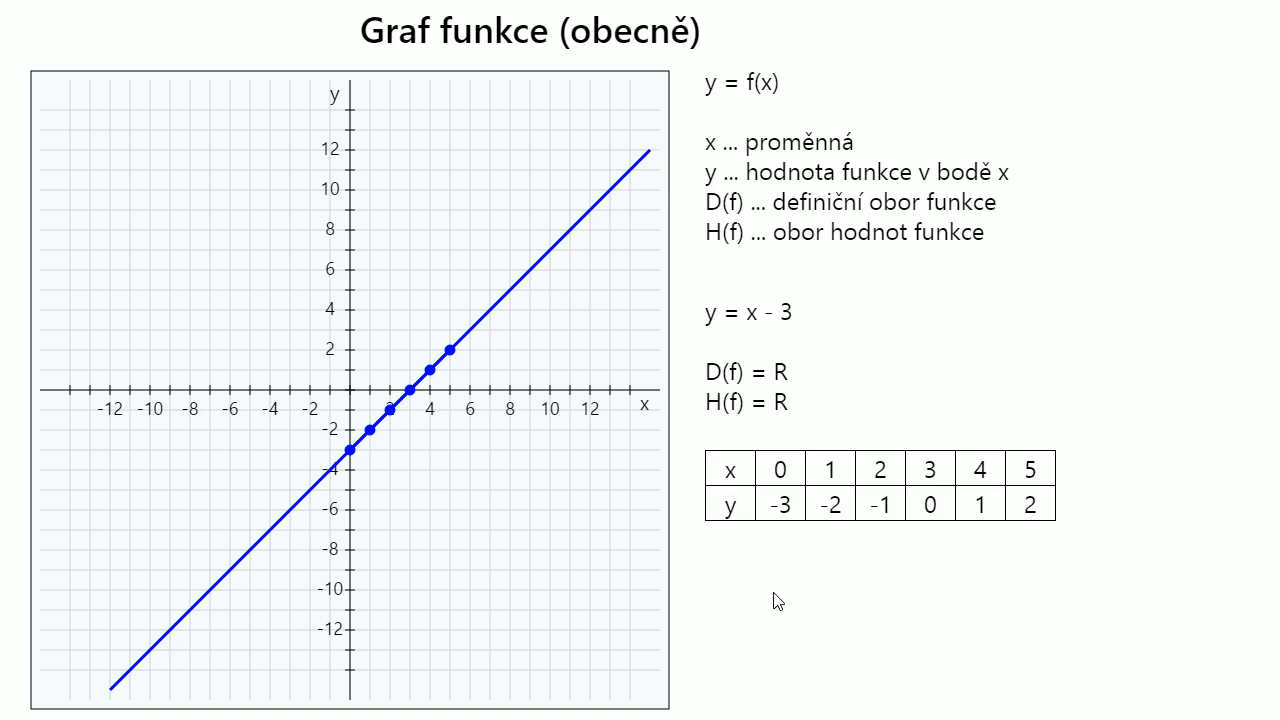 Graf funkce (obecně)
y
12
10
8
6
4
2
-12 -10 -8 -6 -4 -2 2 4 6 8 10 12 x
-2
-4
-6
-8
-10
-12
y = f(x)
x ... proměnná
y ... hodnota funkce v bodě x
D(f) ... definiční obor funkce
H(f) ... obor hodnot funkce
y = x - 3
D(f) = R
H(f) = R
x 0 1 2 3 4 5
y -3 -2 -1 0 1 2